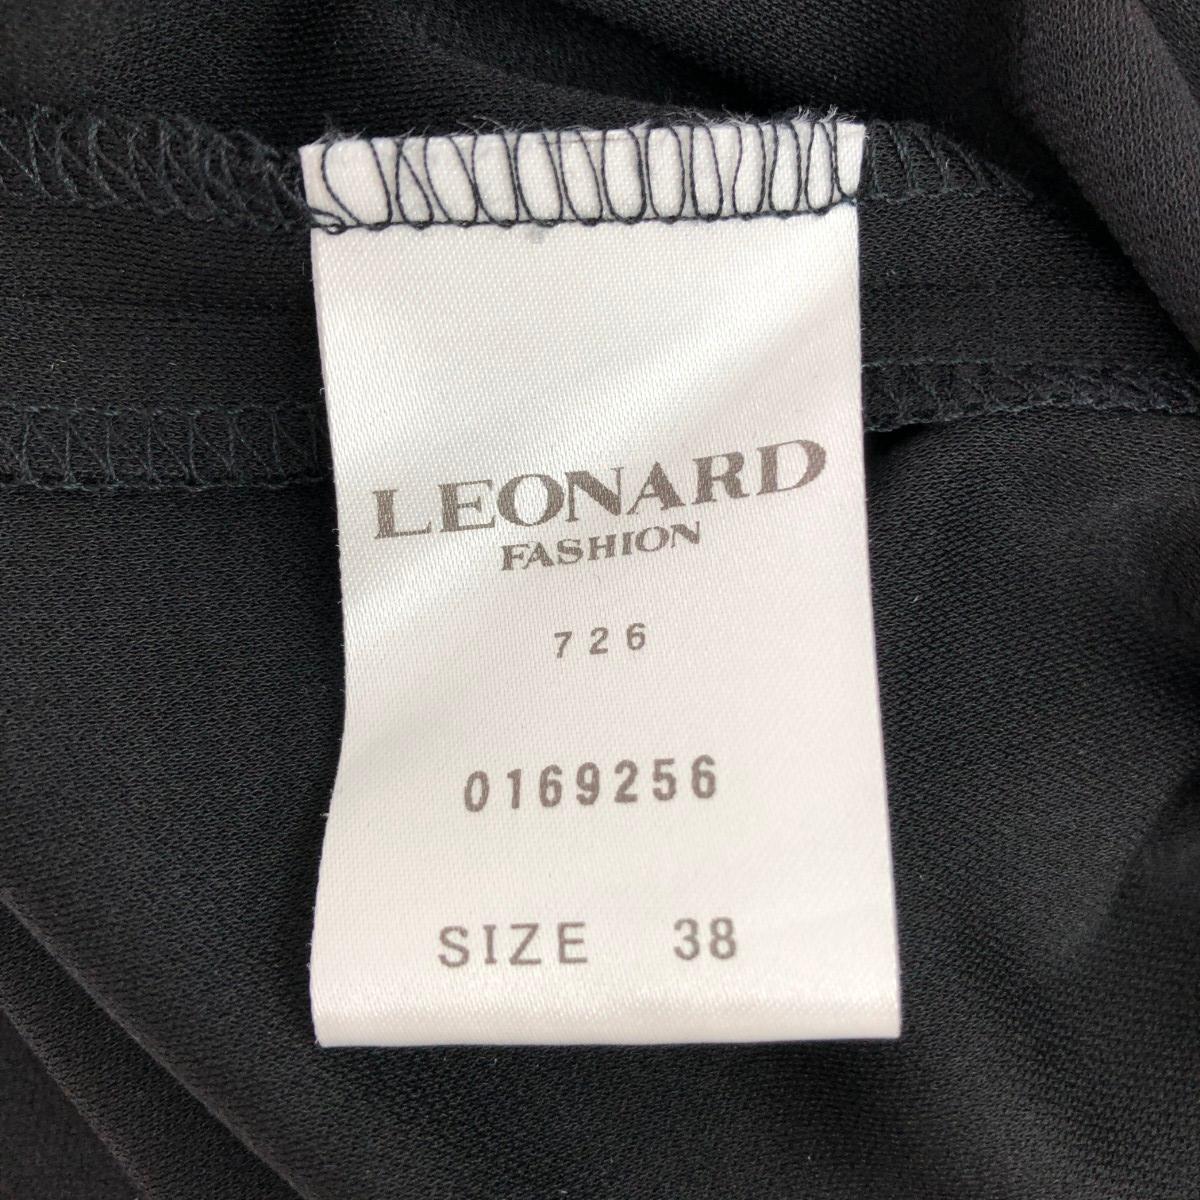 LEONARD
FASHION
726
0169256
SIZE 38